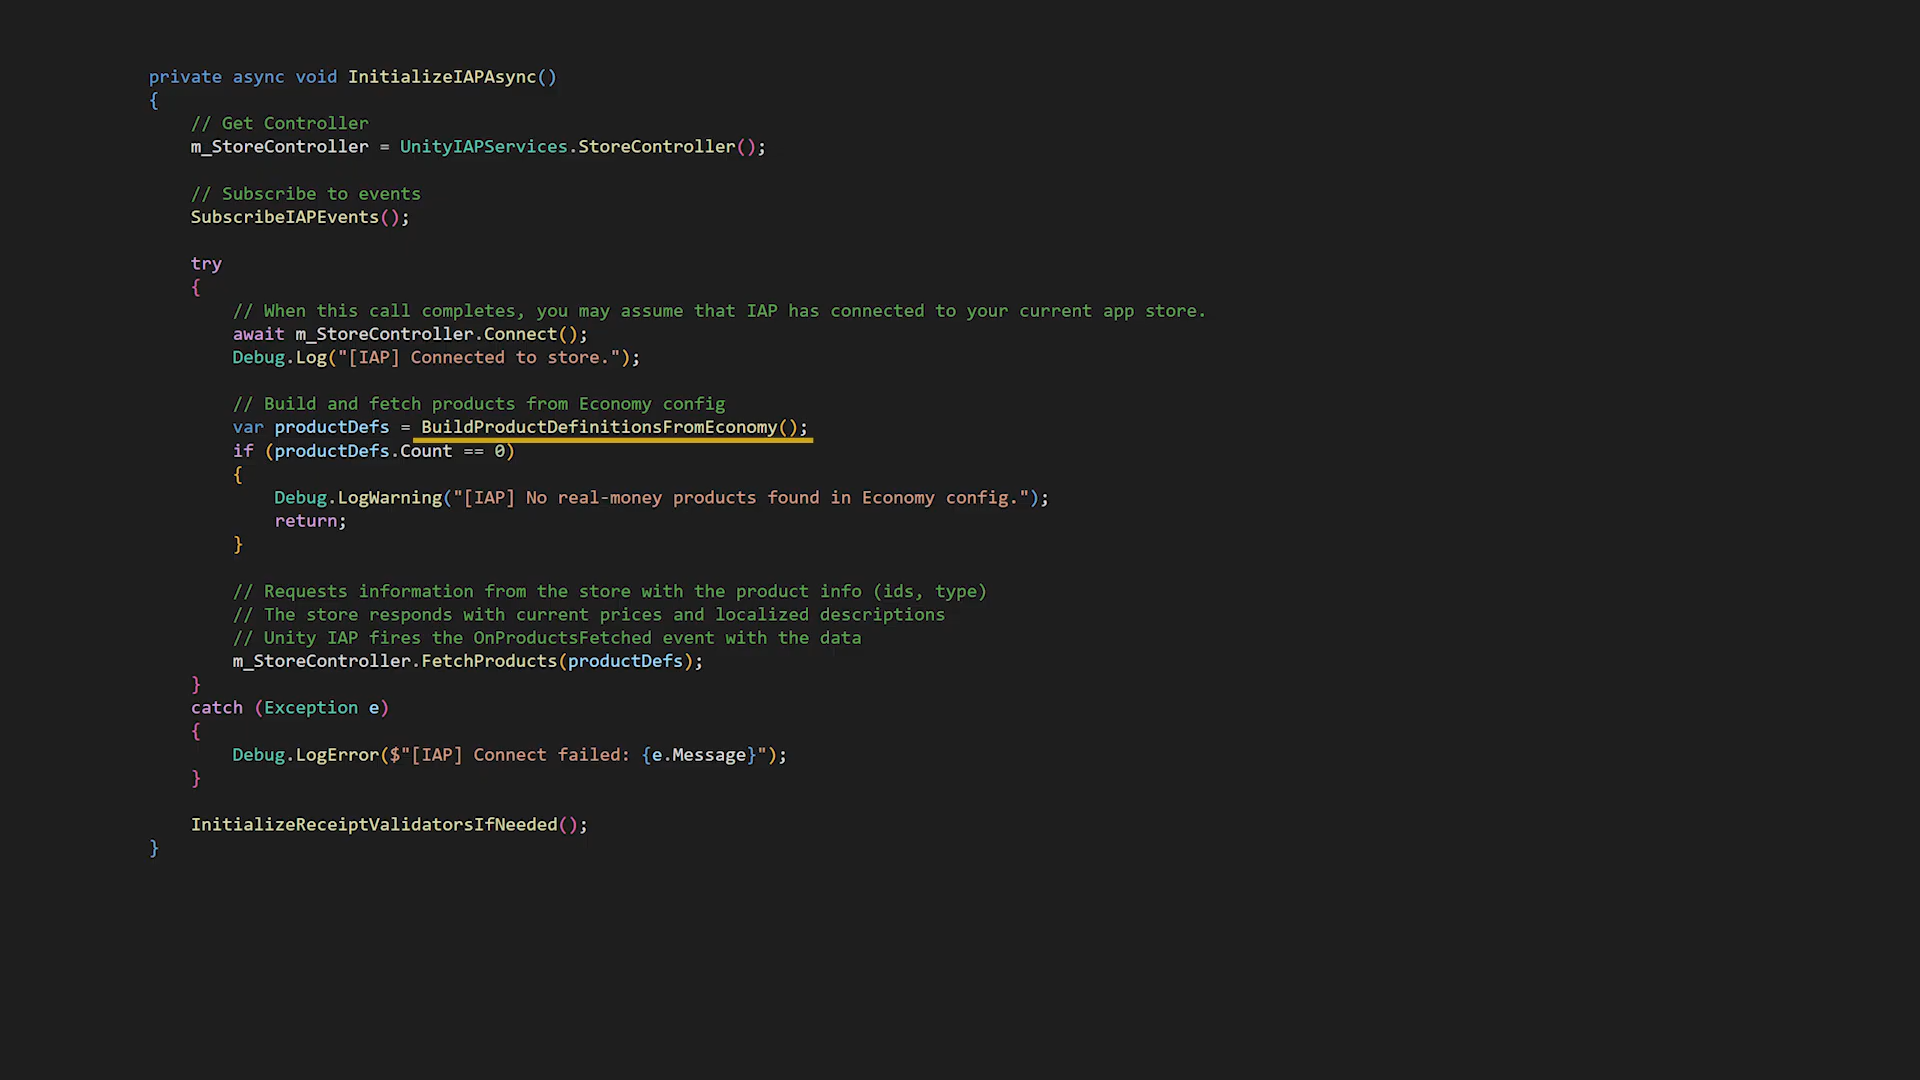 private async void InitializeIAPAsync()
{
    // Get Controller
    m_StoreController = UnityIAPServices.StoreController();

    // Subscribe to events
    SubscribeIAPEvents();

    try
    {
        // When this call completes, you may assume that IAP has connected to your current app store.
        await m_StoreController.Connect();
        Debug.Log("[IAP] Connected to store.");

        // Build and fetch products from Economy config
        var productDefs = BuildProductDefinitionsFromEconomy();
        if (productDefs.Count == 0)
        {
            Debug.LogWarning("[IAP] No real-money products found in Economy config.");
            return;
        }

        // Requests information from the store with the product info (ids, type)
        // The store responds with current prices and localized descriptions
        // Unity IAP fires the OnProductsFetched event with the data
        m_StoreController.FetchProducts(productDefs);
    }
    catch (Exception e)
    {
        Debug.LogError($"[IAP] Connect failed: {e.Message}");
    }

    InitializeReceiptValidatorsIfNeeded();
}